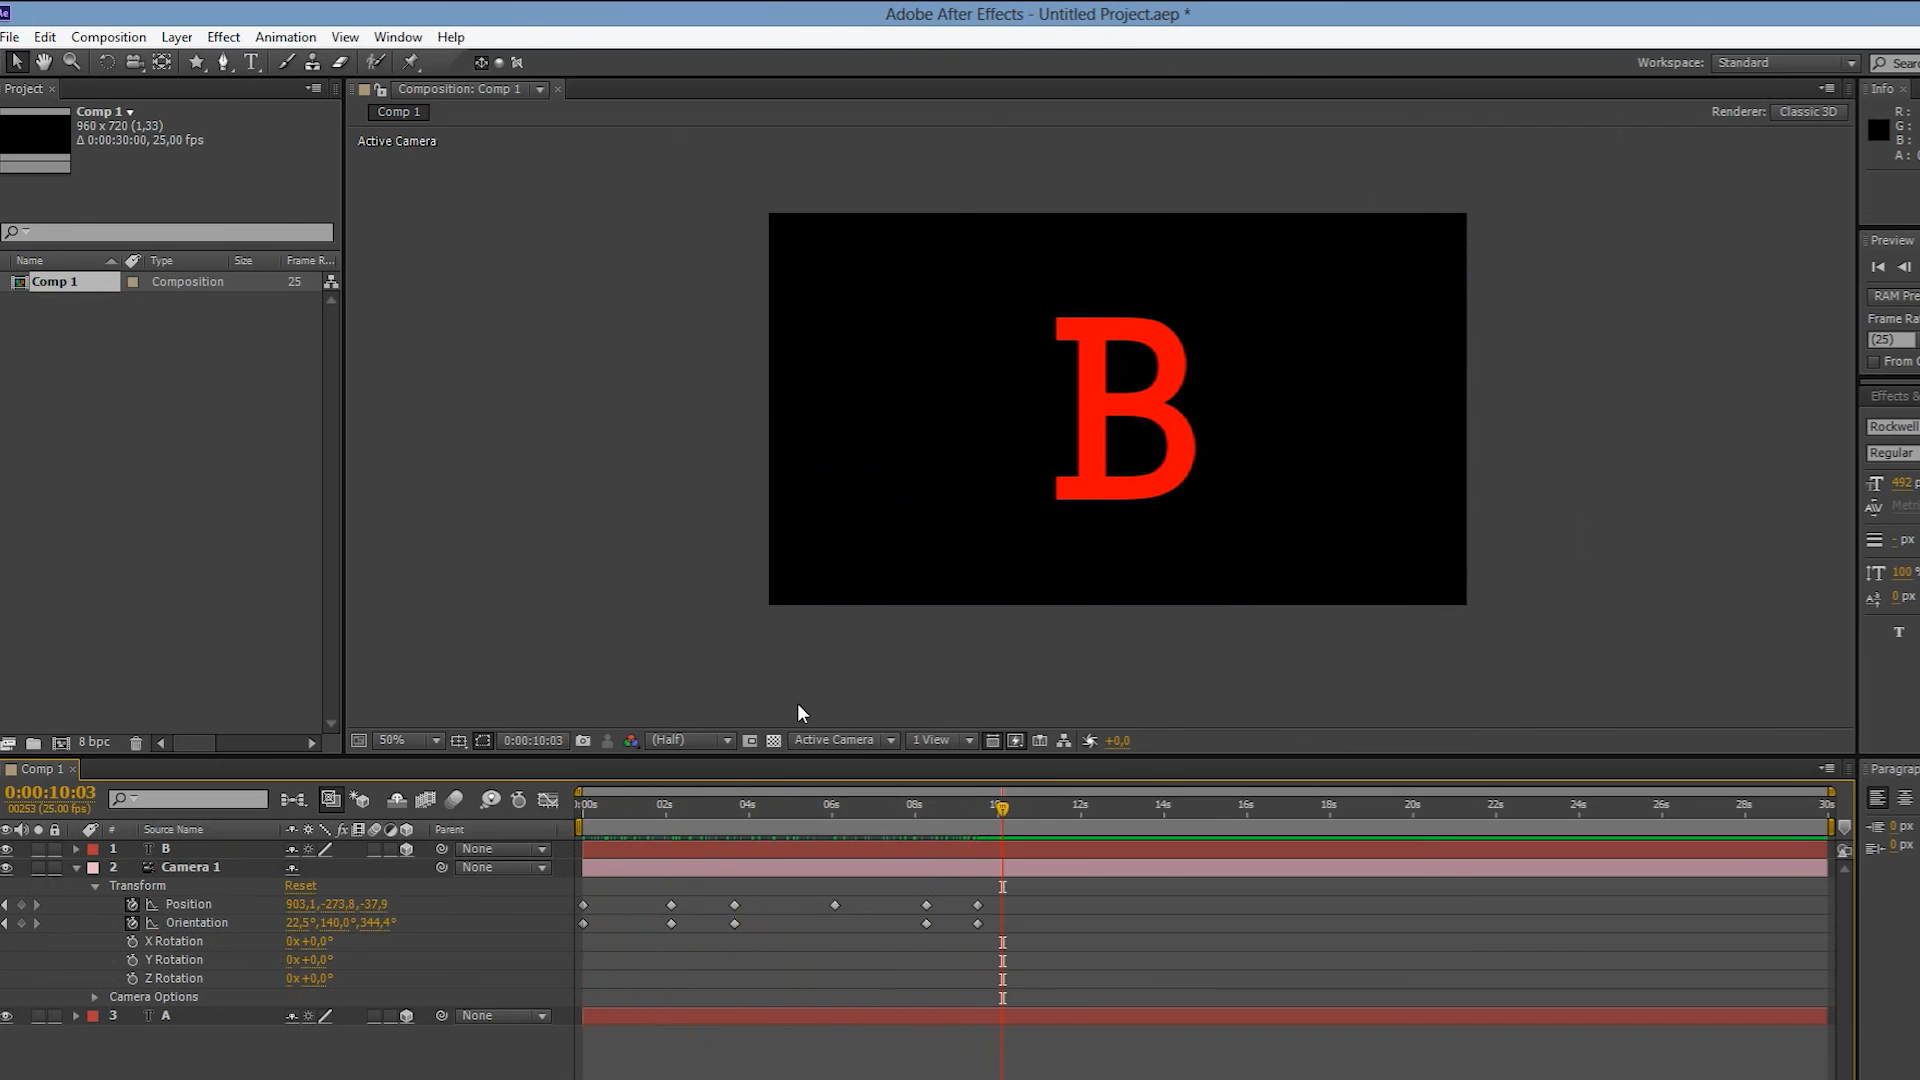 Ae
Adobe After Effects - Untitled Project.aep *
File Edit Composition Layer Effect Animation View Window Help
T
Workspace: Standard
Project
Composition: Comp 1
Info
Comp 1
960 x 720 (1,33)
Δ 0:00:30:00, 25,00 fps
Comp 1
Renderer: Classic 3D
R:
G:
B:
A:
Active Camera
B
Name Type Size Frame R...
Comp 1 Composition 25
Preview
RAM Pre
Frame Ra
(25)
Effects &
Rockwell
Regular
492 p
Metri
- px
100 %
0 px
T
8 bpc
50% 0:00:10:03 (Half) Active Camera 1 View +0,0
Comp 1
Paragrap
0:00:10:03
00253 (25.00 fps)
02s 04s 06s 08s 12s 14s 16s 18s 20s 22s 24s 26s 28s 30s
# Source Name fx Parent
1 T B None
2 Camera 1 None
Transform Reset
Position 903,1,-273,8,-37,9
Orientation 22,5°,140,0°,344,4°
X Rotation 0x+0,0°
Y Rotation 0x+0,0°
Z Rotation 0x+0,0°
Camera Options
3 T A None
0 px
0 px